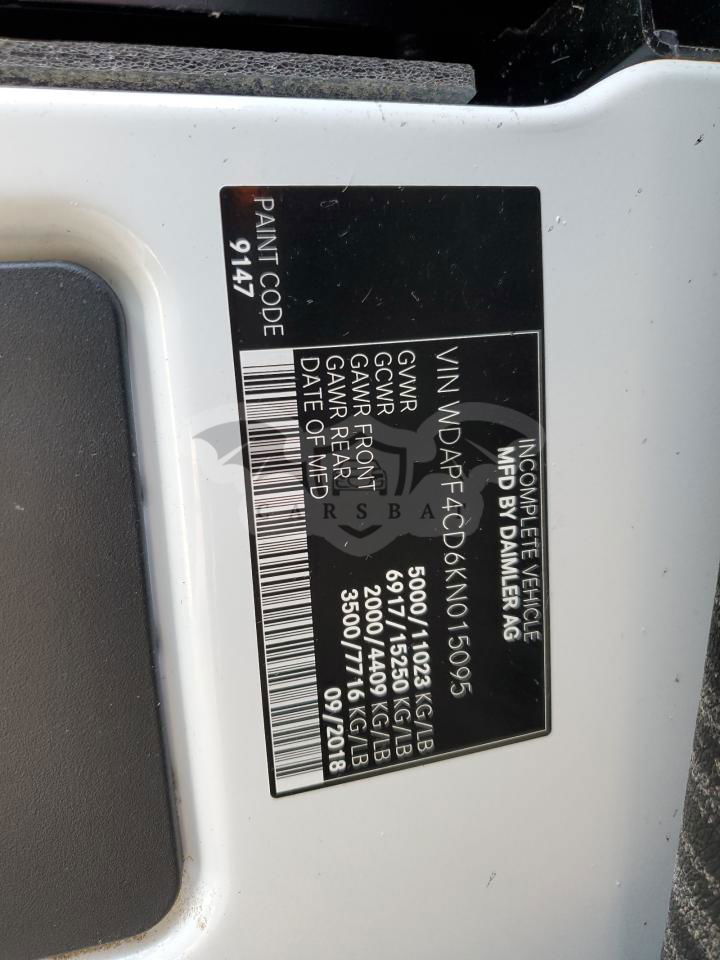 INCOMPLETE VEHICLE
MFD BY DAIMLER AG
VIN WDAPF4CD6KN015095
GVWR 5000/11023 KG/LB
GCWR 6917/15250 KG/LB
GAWR FRONT 2000/4409 KG/LB
GAWR REAR 3500/7716 KG/LB
DATE OF MFD 09/2018
PAINT CODE
9147
CARSBAT